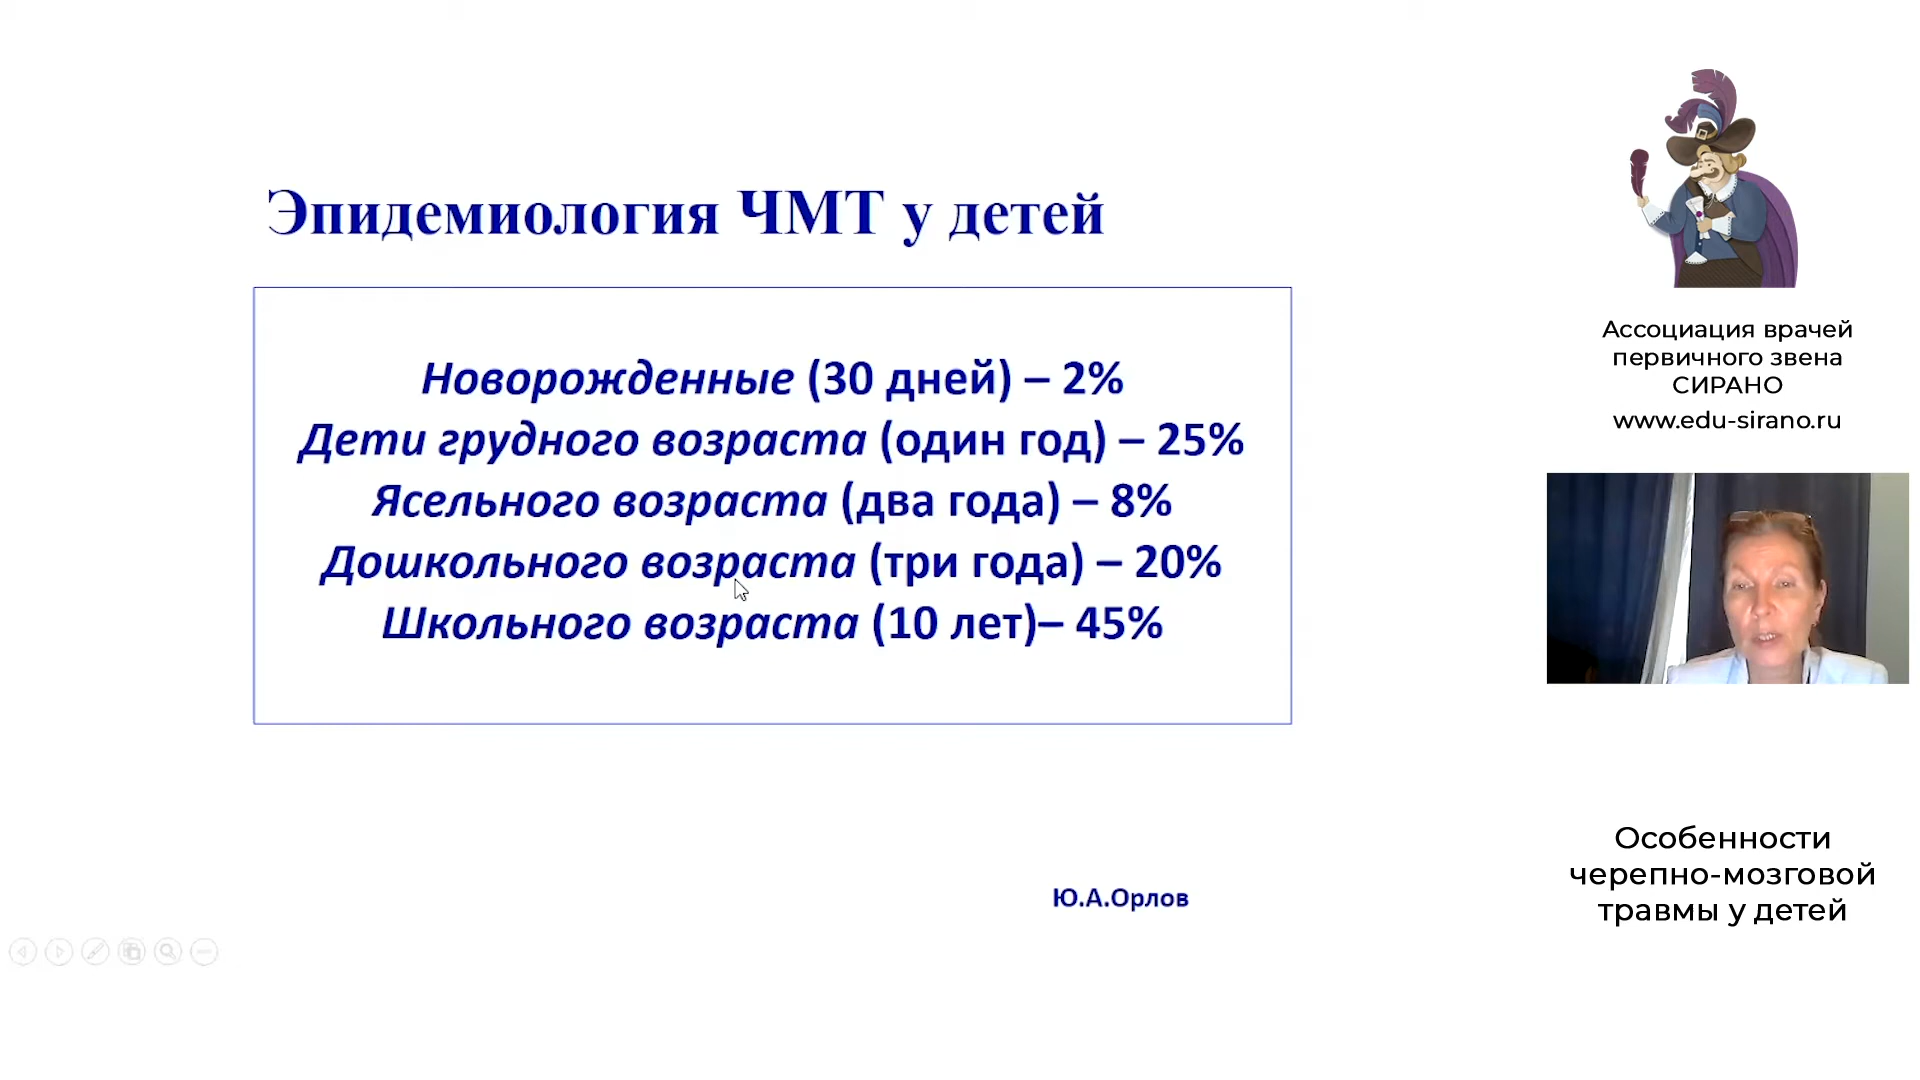 Эпидемиология ЧМТ у детей
Новорожденные (30 дней) – 2%
Дети грудного возраста (один год) – 25%
Ясельного возраста (два года) – 8%
Дошкольного возраста (три года) – 20%
Школьного возраста (10 лет)– 45%
Ю.А.Орлов
Ассоциация врачей
первичного звена
СИРАНО
www.edu-sirano.ru
Особенности
черепно-мозговой
травмы у детей